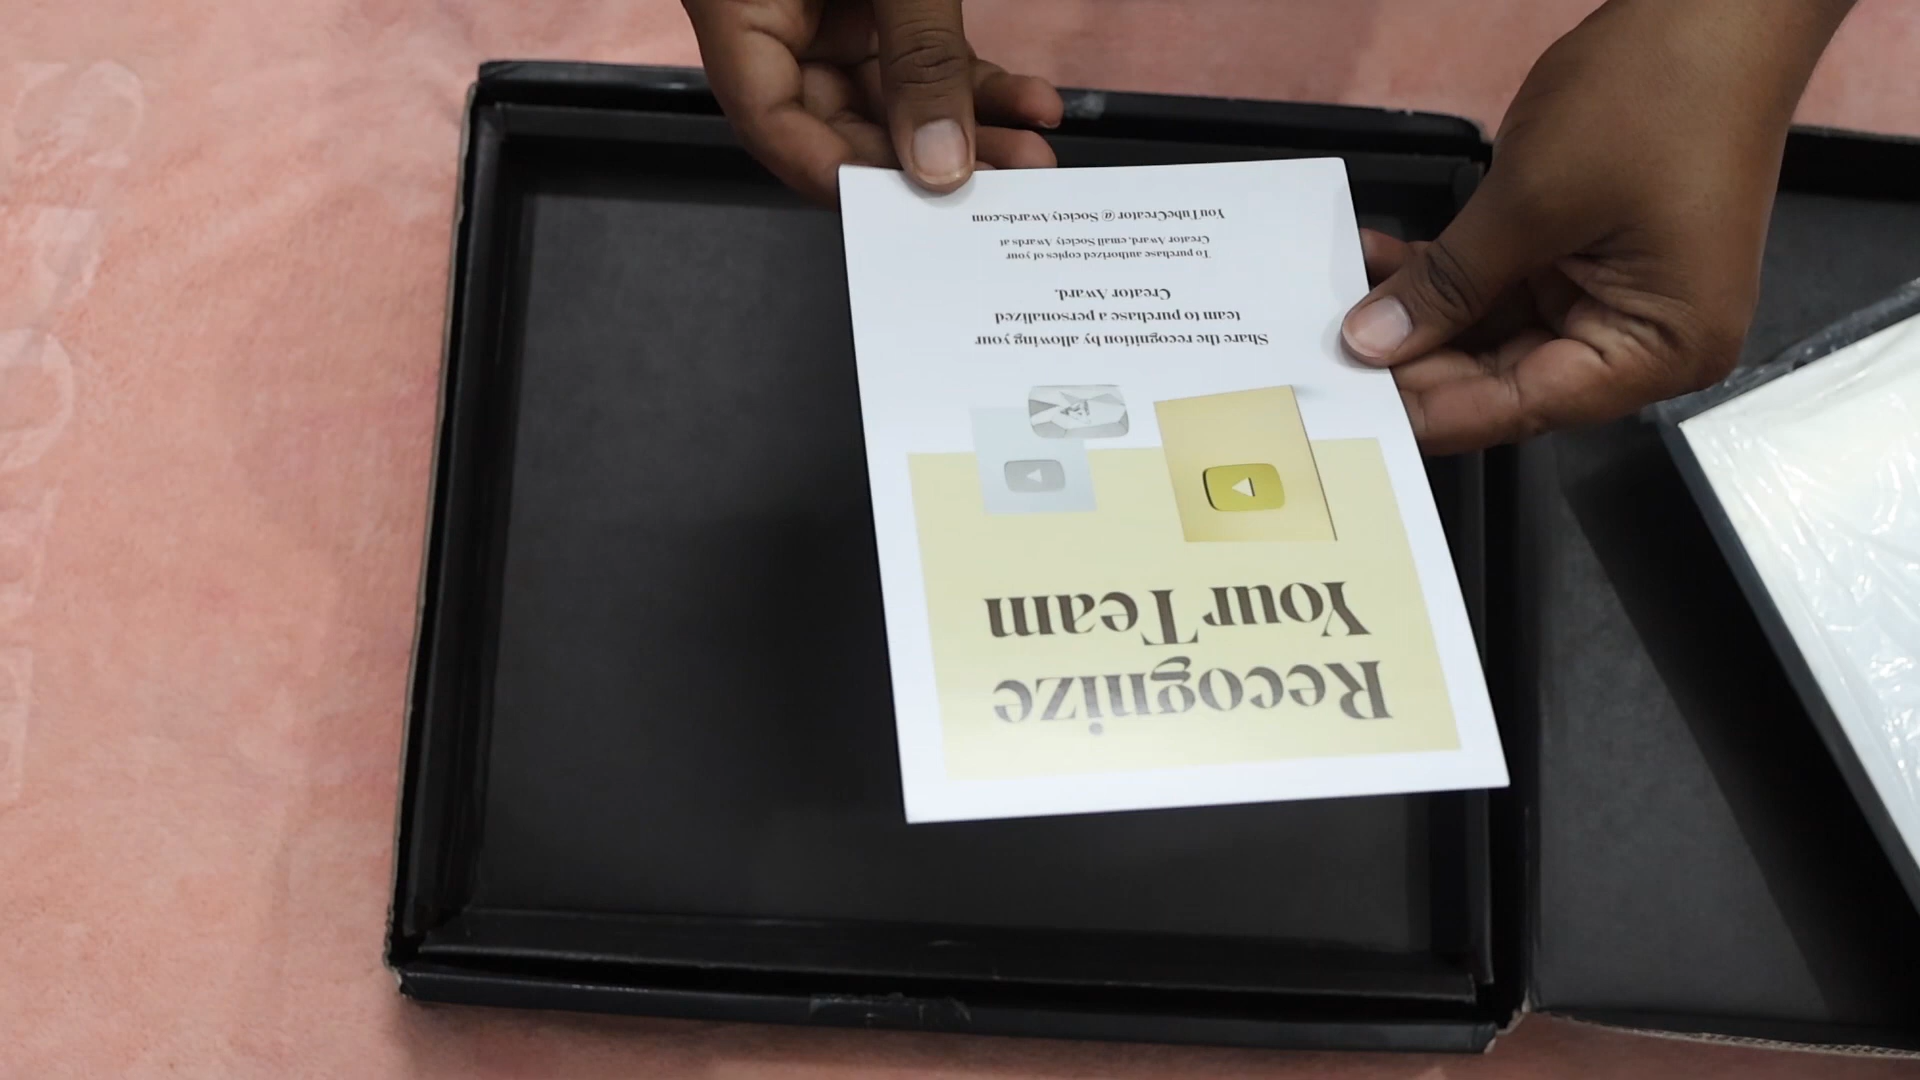 Recognize
Your Team
Share the recognition by allowing your
team to purchase a personalized
Creator Award.
To purchase authorized copies of your
Creator Award, email Society Awards at
YouTubeCreator@SocietyAwards.com